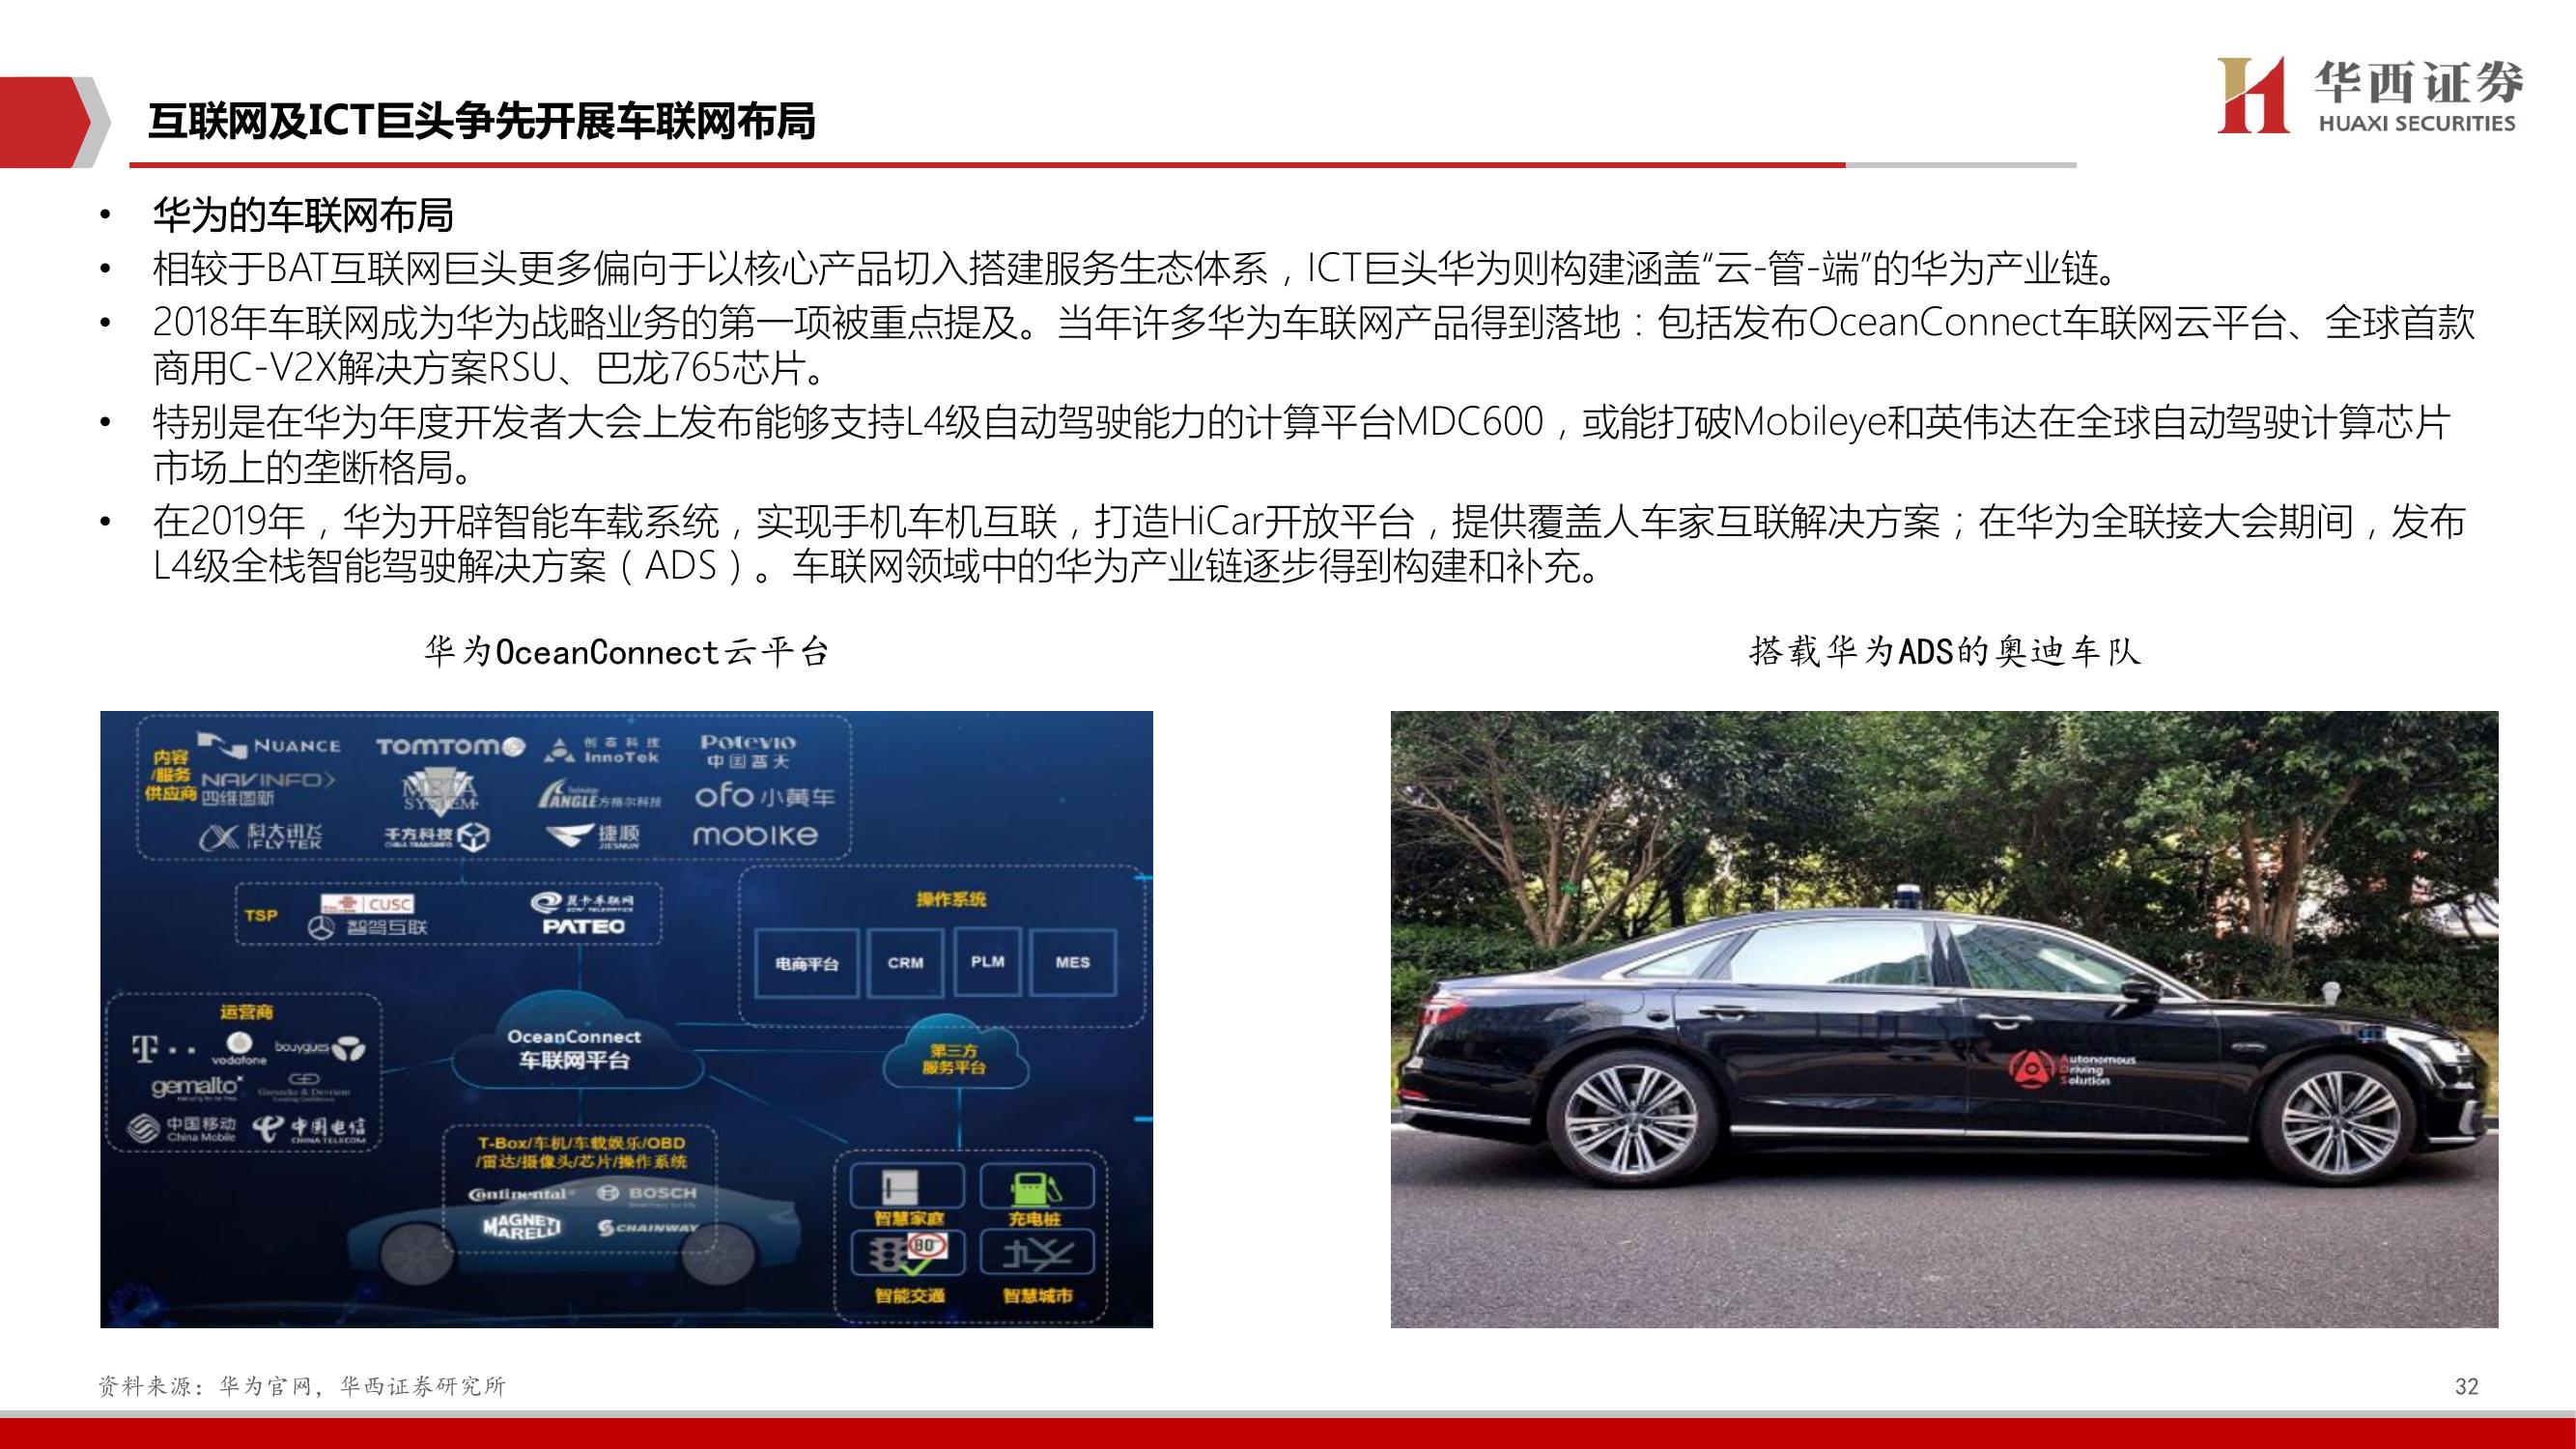 互联网及ICT巨头争先开展车联网布局
华西证券
HUAXI SECURITIES
• 华为的车联网布局
• 相较于BAT互联网巨头更多偏向于以核心产品切入搭建服务生态体系，ICT巨头华为则构建涵盖“云-管-端”的华为产业链。
• 2018年车联网成为华为战略业务的第一项被重点提及。当年许多华为车联网产品得到落地：包括发布OceanConnect车联网云平台、全球首款
商用C-V2X解决方案RSU、巴龙765芯片。
• 特别是在华为年度开发者大会上发布能够支持L4级自动驾驶能力的计算平台MDC600，或能打破Mobileye和英伟达在全球自动驾驶计算芯片
市场上的垄断格局。
• 在2019年，华为开辟智能车载系统，实现手机车机互联，打造HiCar开放平台，提供覆盖人车家互联解决方案；在华为全联接大会期间，发布
L4级全栈智能驾驶解决方案（ADS）。车联网领域中的华为产业链逐步得到构建和补充。
华为OceanConnect云平台
内容
/服务
供应商
NUANCE
TOMTOM
创态科技
InnoTek
Potevio
中国普天
NAVINFO
四维图新
META
SYSTEM
ANGLE方格尔科技
ofo小黄车
科大讯飞
iFLYTEK
千方科技
捷顺
JIESHUN
mobike
TSP
CUSC
智驾互联
PATEO
操作系统
电商平台
CRM
PLM
MES
运营商
T
vodafone
bouygues
gemalto
中国移动
China Mobile
中国电信
CHINA TELECOM
OceanConnect
车联网平台
第三方
服务平台
T-Box/车机/车载娱乐/OBD
/雷达/摄像头/芯片/操作系统
Continental
BOSCH
MAGNETI
MARELLI
CHAINWAY
智慧家庭
充电桩
80
智能交通
智慧城市
搭载华为ADS的奥迪车队
Autonomous
Driving
Solution
资料来源：华为官网，华西证券研究所
32